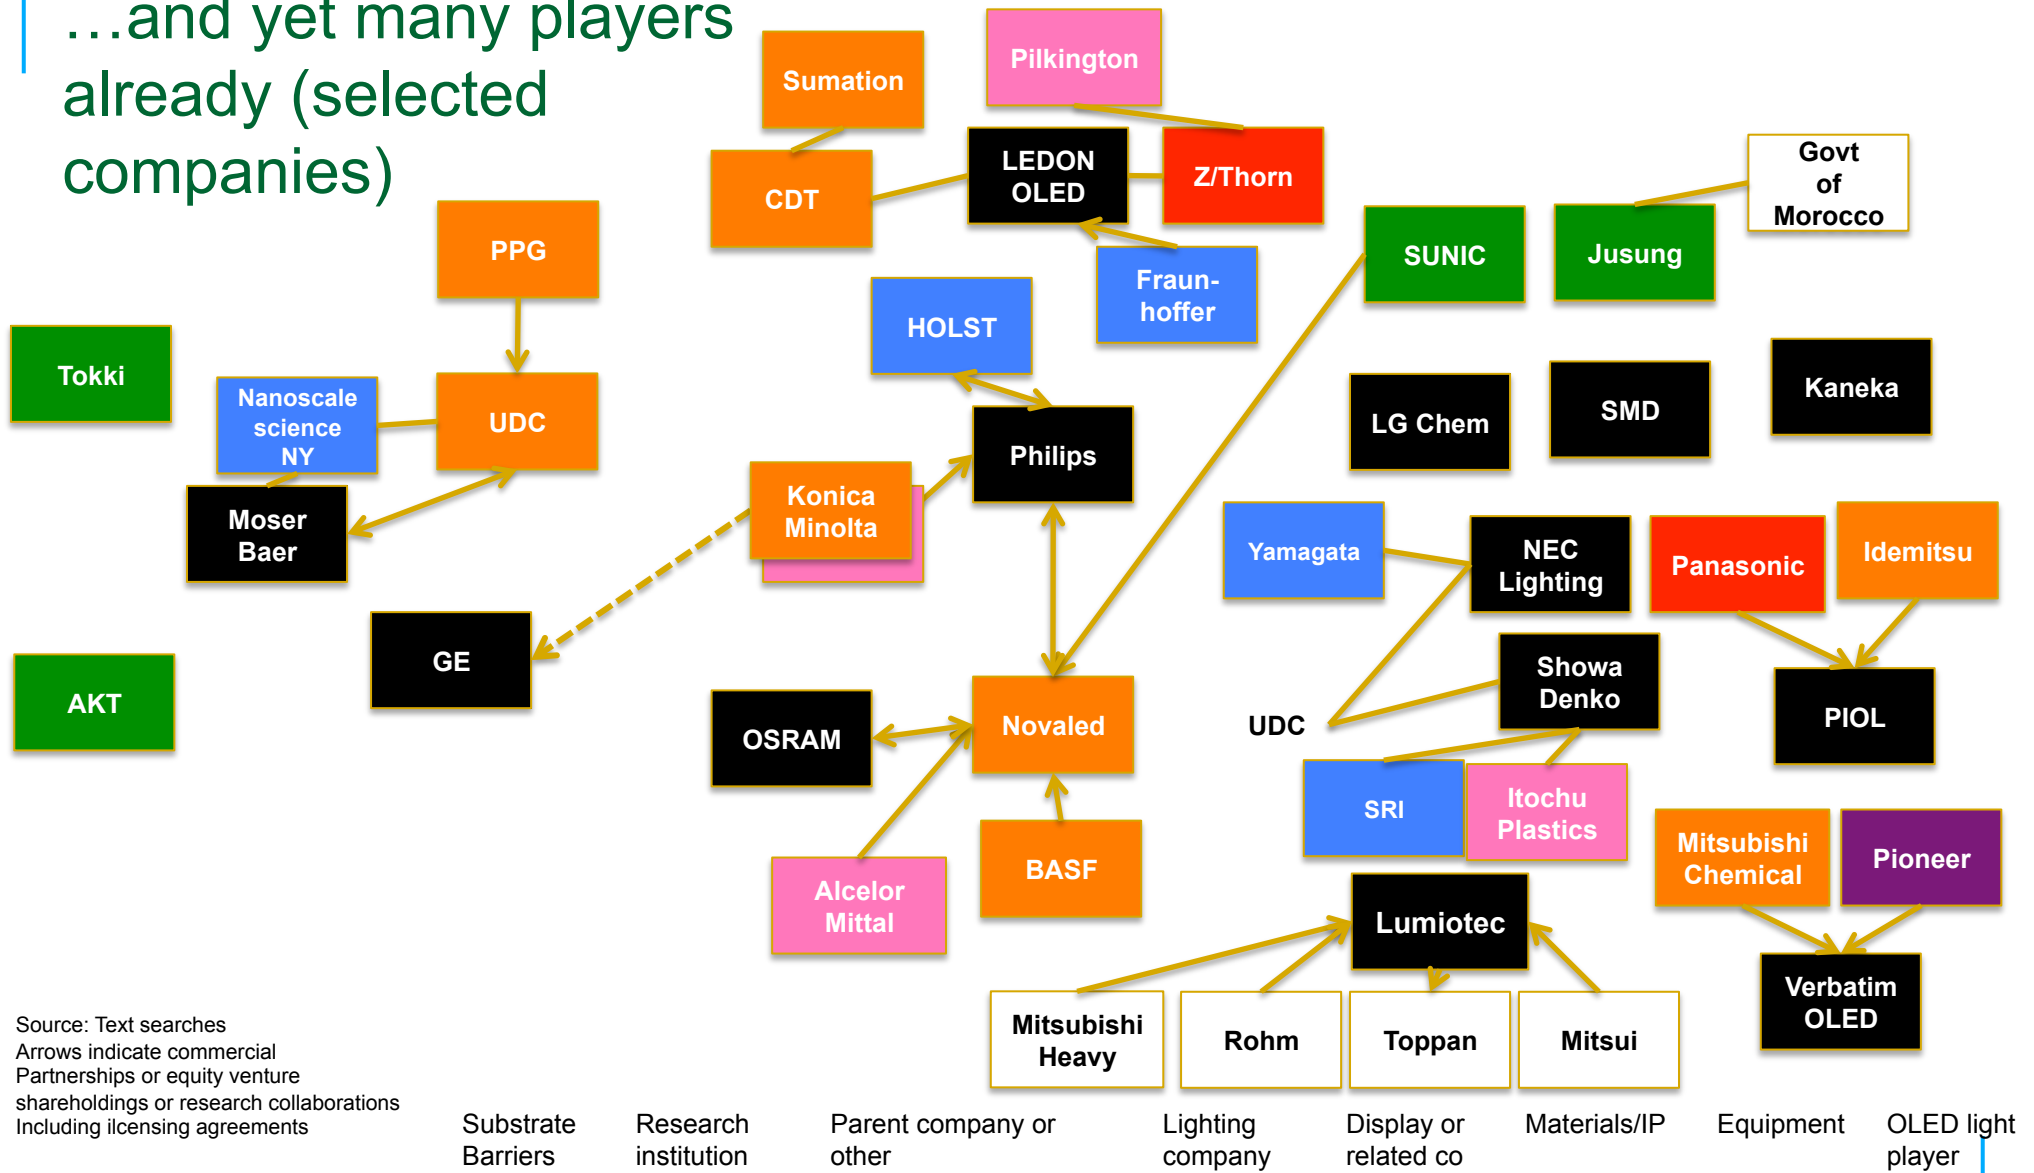 …and yet many players
already (selected
companies)
Sumation
Pilkington
CDT
LEDON
OLED
Z/Thorn
Govt
of
Morocco
PPG
SUNIC
Jusung
Fraun-
hoffer
HOLST
Tokki
Nanoscale
science
NY
UDC
Philips
LG Chem
SMD
Kaneka
Moser
Baer
Konica
Minolta
Yamagata
NEC
Lighting
Panasonic
Idemitsu
GE
AKT
OSRAM
Novaled
UDC
Showa
Denko
PIOL
SRI
Itochu
Plastics
Alcelor
Mittal
BASF
Mitsubishi
Chemical
Pioneer
Lumiotec
Verbatim
OLED
Mitsubishi
Heavy
Rohm
Toppan
Mitsui
Source: Text searches
Arrows indicate commercial
Partnerships or equity venture
shareholdings or research collaborations
Including ilcensing agreements
Substrate
Barriers
Research
institution
Parent company or
other
Lighting
company
Display or
related co
Materials/IP
Equipment
OLED light
player